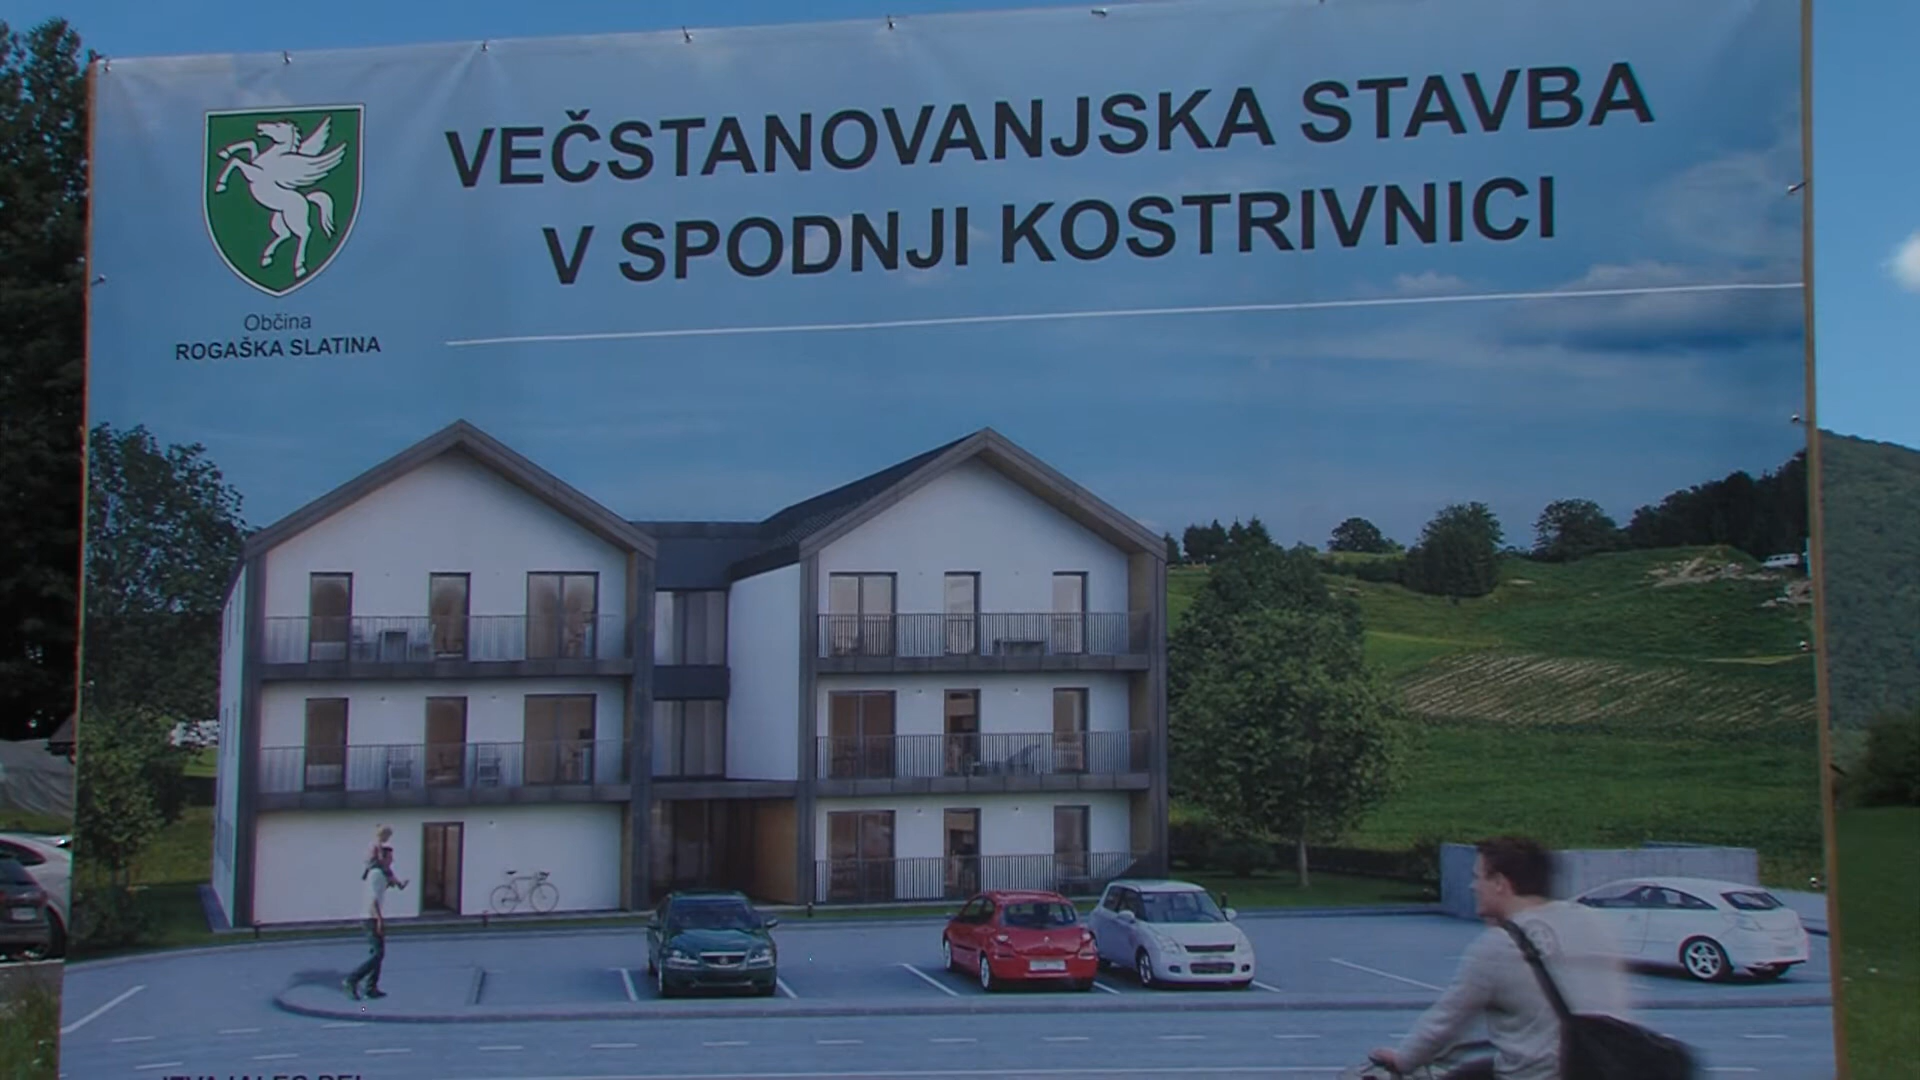 VEČSTANOVANJSKA STAVBA
V SPODNJI KOSTRIVNICI
Občina
ROGAŠKA SLATINA